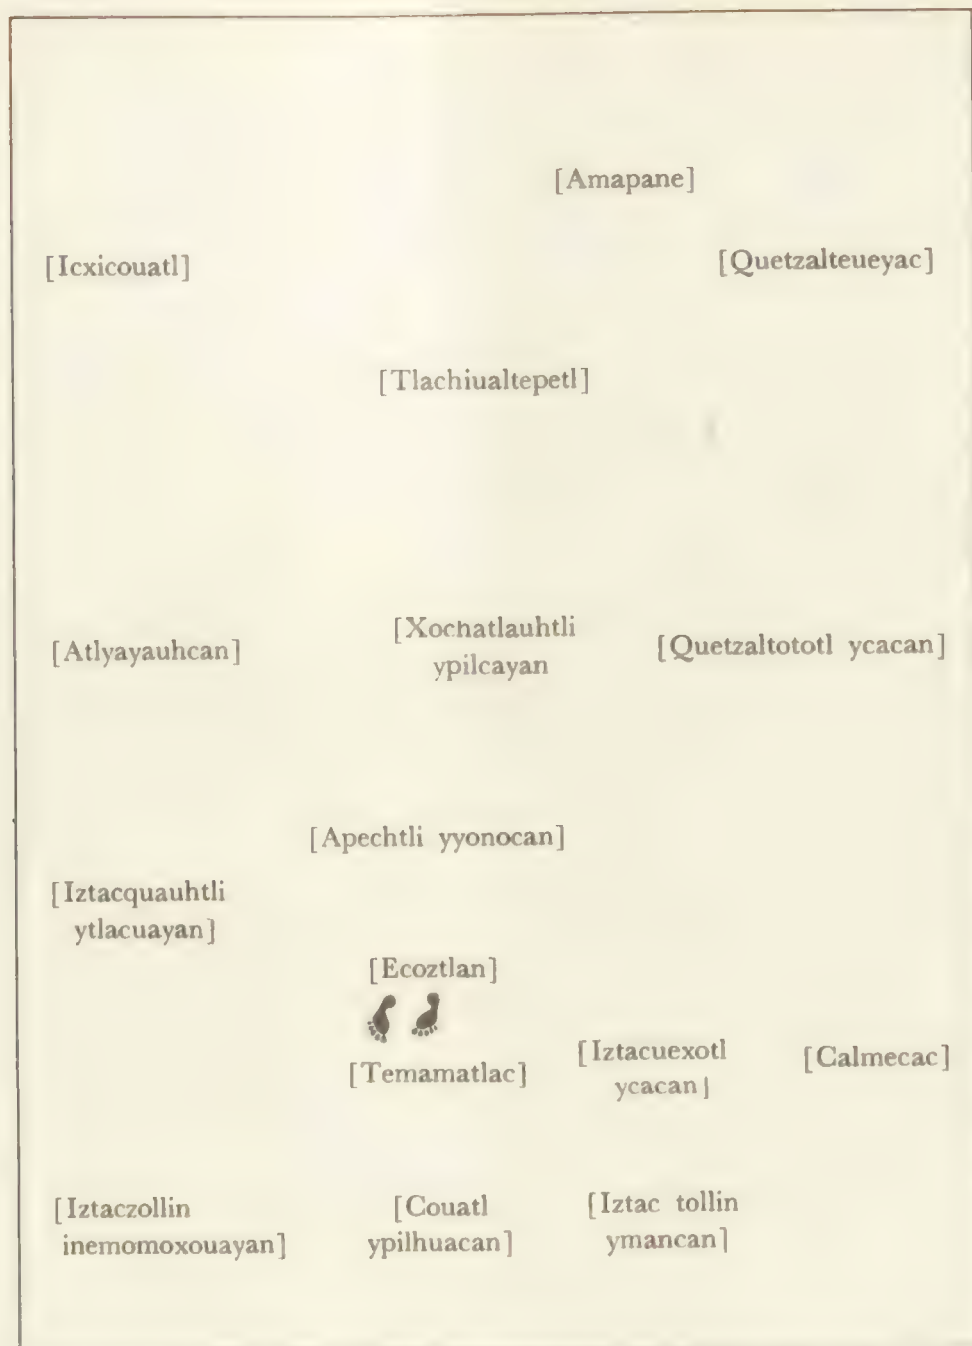 [Amapane]
[Icxicouatl]
[Quetzalteueyac]
[Tlachiualtepetl]
[Xochatlauhtli
ypilcayan
[Atlyayauhcan]
[Quetzaltototl ycacan]
[Apechtli yyonocan]
[Iztacquauhtli
ytlacuayan]
[Ecoztlan]
[Temamatlac]
[Iztacuexotl
ycacan]
[Calmecac]
[Iztaczollin
inemomoxouayan]
[Couatl
ypilhuacan]
[Iztac tollin
ymancan]